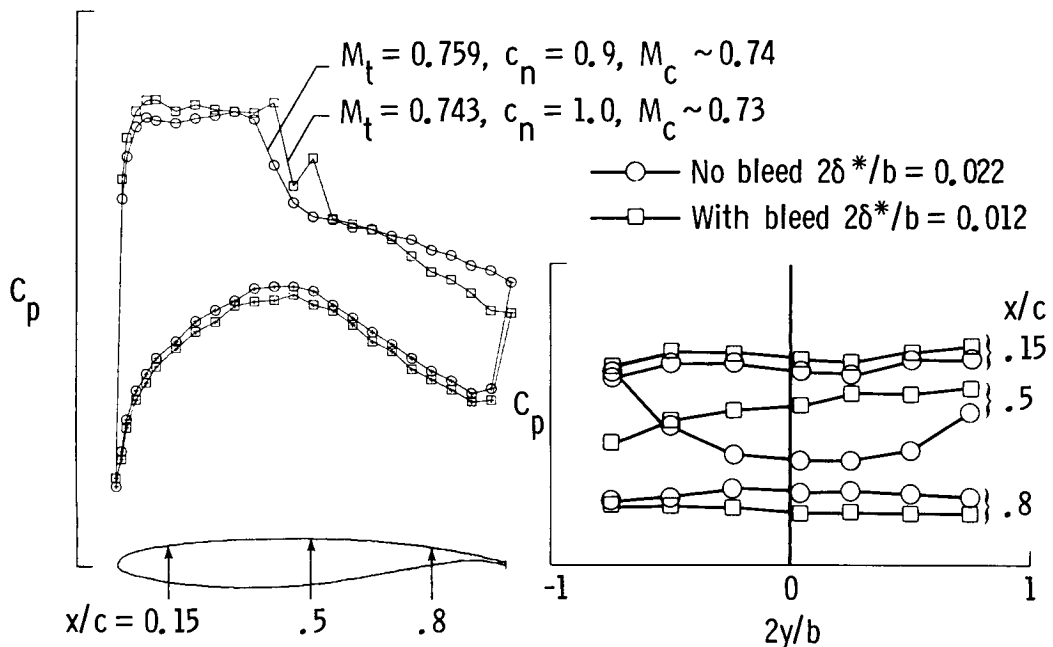 M_t = 0.759, c_n = 0.9, M_c ~0.74
M_t = 0.743, c_n = 1.0, M_c ~0.73
No bleed 2δ*/b = 0.022
With bleed 2δ*/b = 0.012
C_p
x/c = 0.15 .5 .8
C_p
x/c
.15
.5
.8
-1 0 1
2y/b